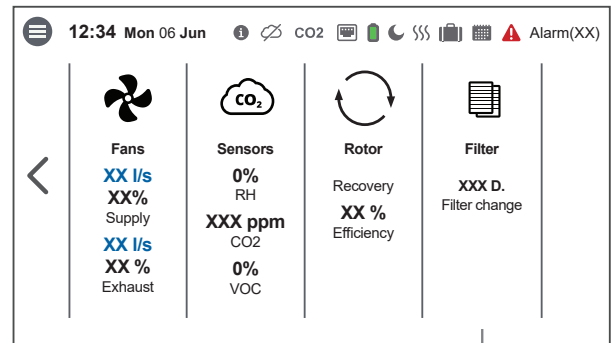 12:34 Mon 06 Jun CO2 Alarm(XX)
CO₂
Fans
XX l/s
XX%
Supply
XX l/s
XX %
Exhaust
Sensors
0%
RH
XXX ppm
CO2
0%
VOC
Rotor
Recovery
XX %
Efficiency
Filter
XXX D.
Filter change